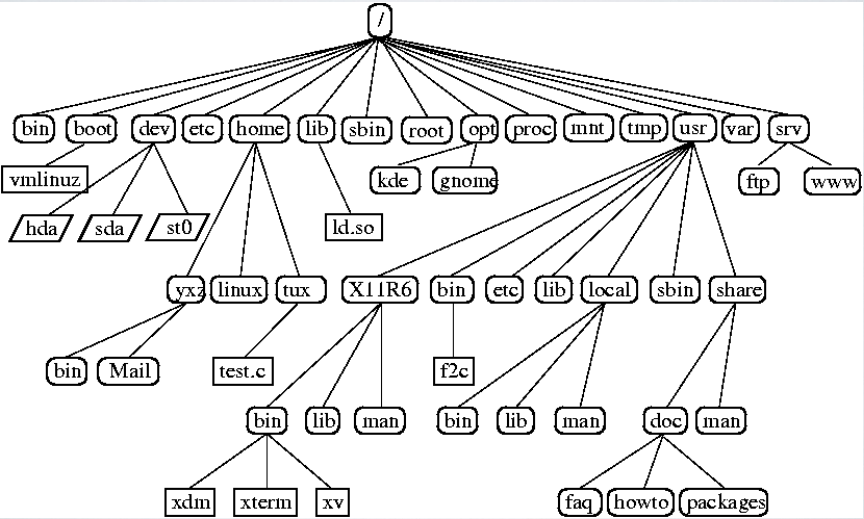 /
bin boot dev etc home lib sbin root opt proc mnt tmp usr var srv
vmlinuz kde gnome ftp www
hda sda st0 ld.so
yxz linux tux X11R6 bin etc lib local sbin share
bin Mail test.c f2c
bin lib man bin lib man doc man
xdm xterm xv faq howto packages